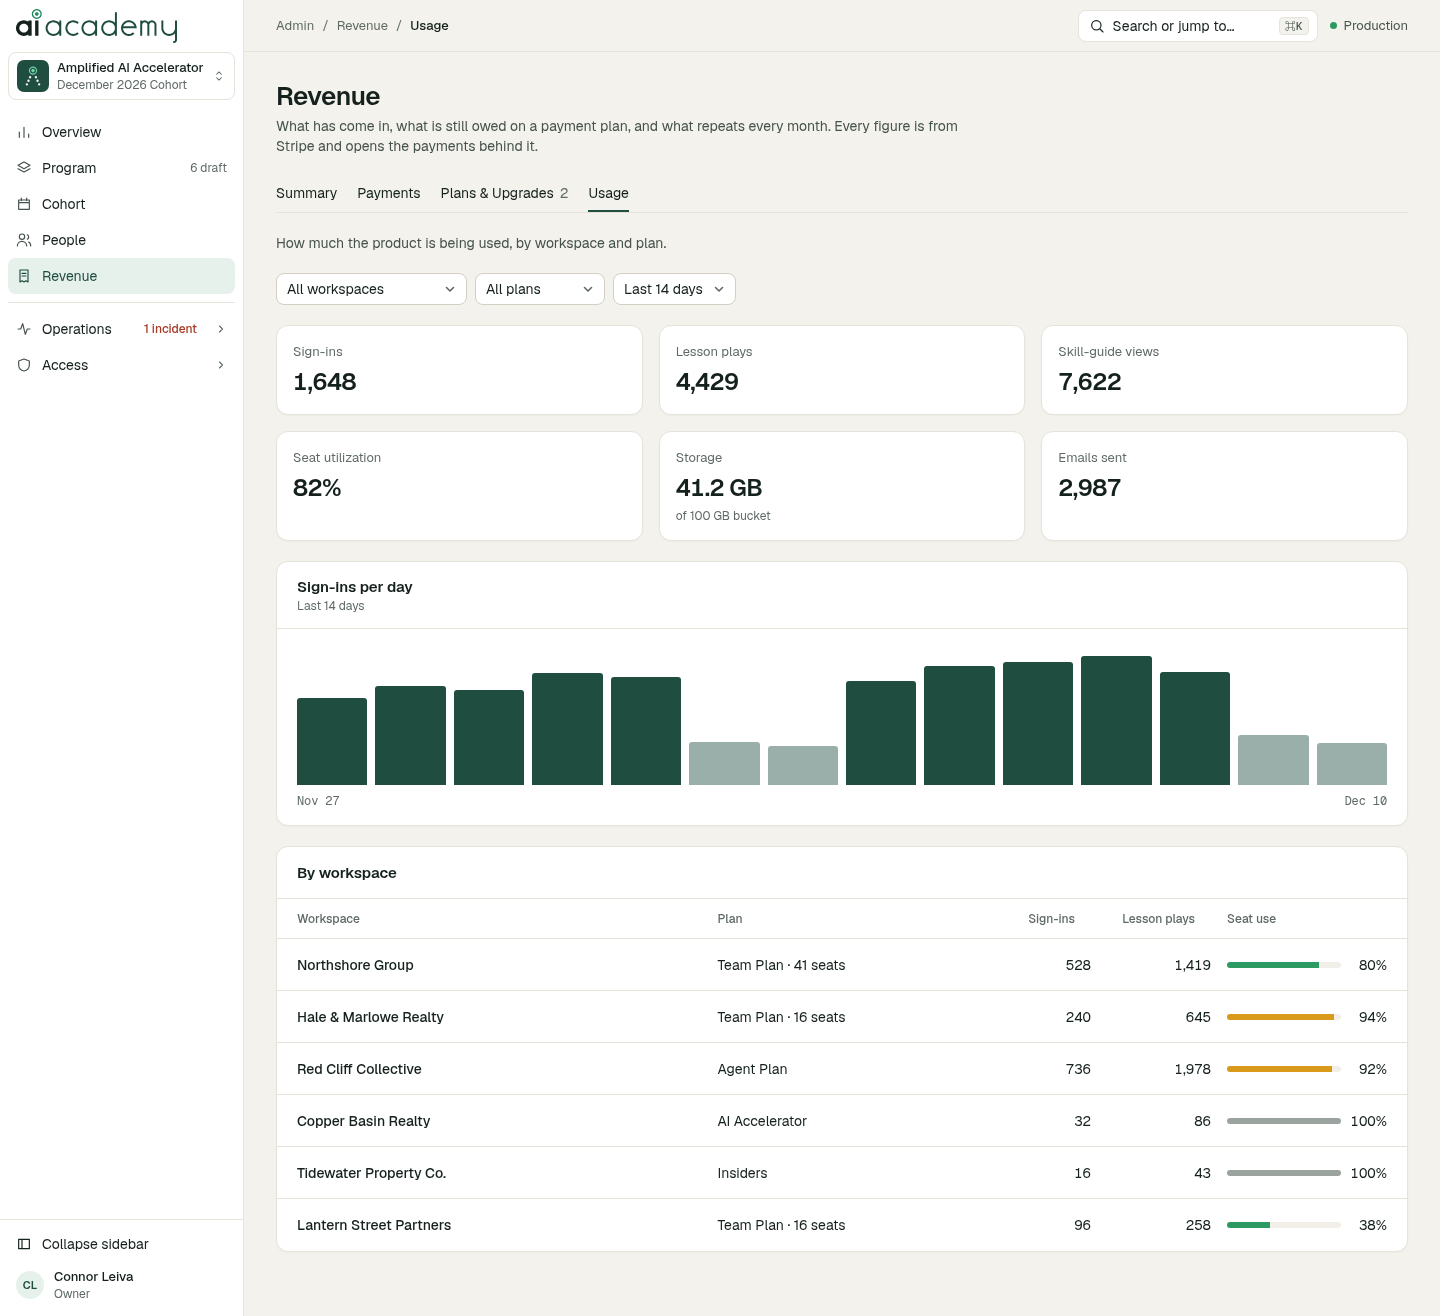 ai academy
Amplified AI Accelerator
December 2026 Cohort
Overview
Program 6 draft
Cohort
People
Revenue
Operations 1 incident
Access
Collapse sidebar
CL
Connor Leiva
Owner
Admin / Revenue / Usage
Search or jump to… ⌘K
Production
Revenue
What has come in, what is still owed on a payment plan, and what repeats every month. Every figure is from
Stripe and opens the payments behind it.
Summary Payments Plans & Upgrades 2 Usage
How much the product is being used, by workspace and plan.
All workspaces All plans Last 14 days
Sign-ins
1,648
Lesson plays
4,429
Skill-guide views
7,622
Seat utilization
82%
Storage
41.2 GB
of 100 GB bucket
Emails sent
2,987
Sign-ins per day
Last 14 days
Nov 27 Dec 10
By workspace
Workspace Plan Sign-ins Lesson plays Seat use
Northshore Group Team Plan · 41 seats 528 1,419 80%
Hale & Marlowe Realty Team Plan · 16 seats 240 645 94%
Red Cliff Collective Agent Plan 736 1,978 92%
Copper Basin Realty AI Accelerator 32 86 100%
Tidewater Property Co. Insiders 16 43 100%
Lantern Street Partners Team Plan · 16 seats 96 258 38%